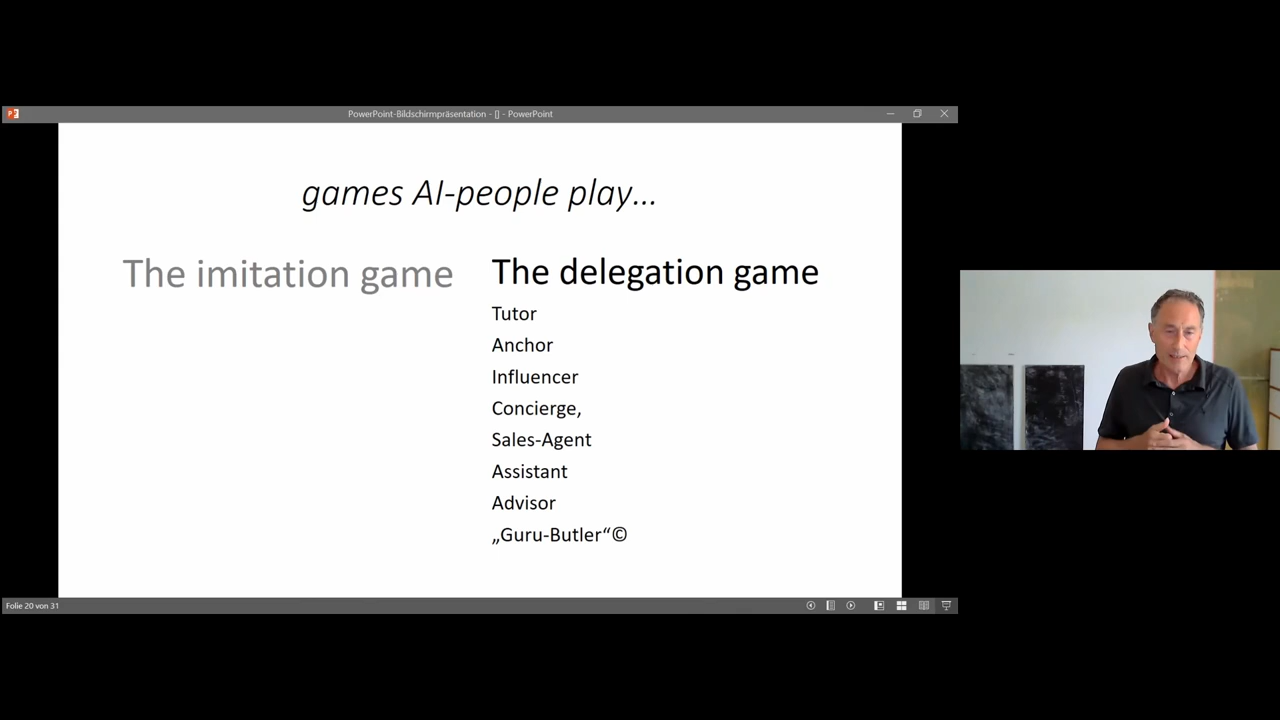 PowerPoint-Bildschirmpräsentation - [] - PowerPoint
games AI-people play...
The imitation game
The delegation game
Tutor
Anchor
Influencer
Concierge,
Sales-Agent
Assistant
Advisor
„Guru-Butler“©
Folie 20 von 31